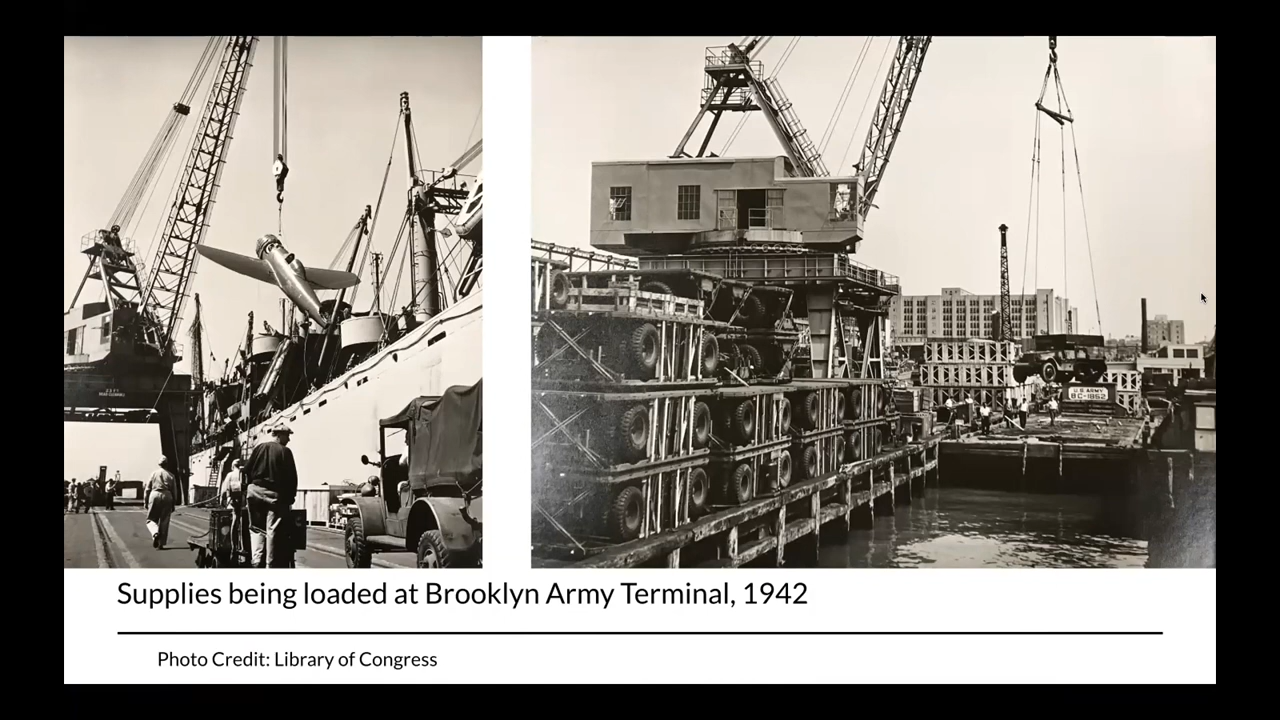 U.S. ARMY
BC-1852
Supplies being loaded at Brooklyn Army Terminal, 1942
Photo Credit: Library of Congress